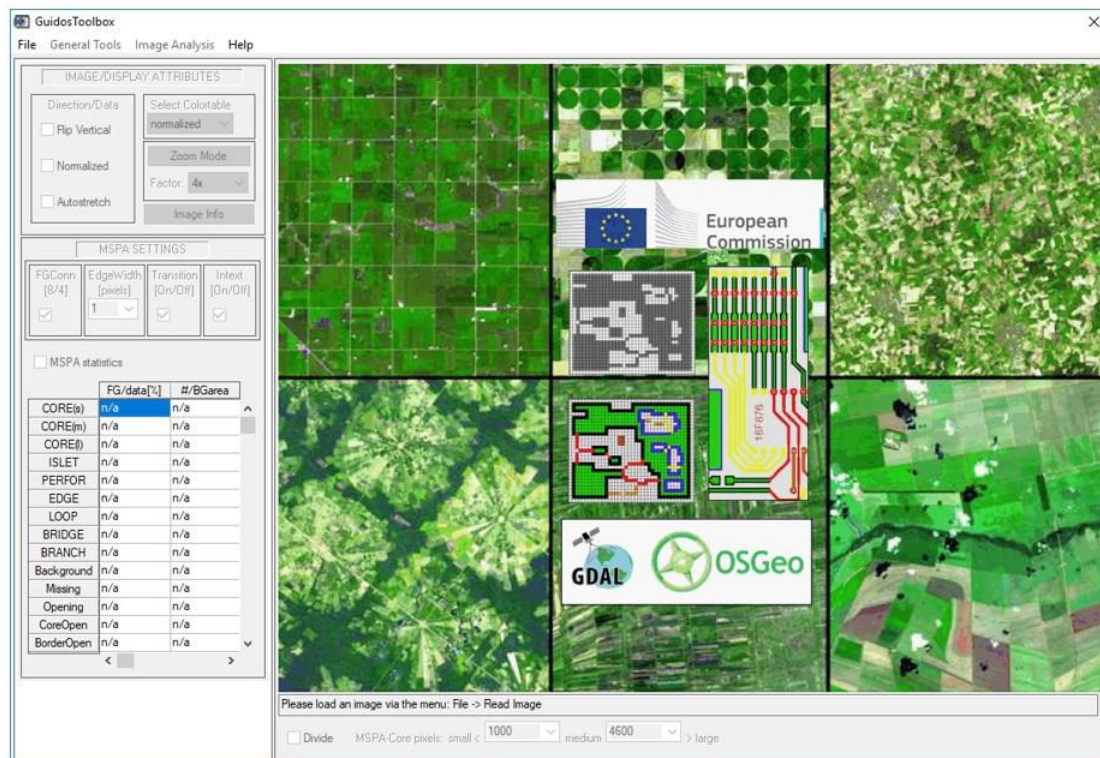 GuidosToolbox
File General Tools Image Analysis Help
IMAGE/DISPLAY ATTRIBUTES
Direction/Data
Flip Vertical
Normalized
Autostretch
Select Colortable
normalized
Zoom Mode
Factor: 4x
Image Info
MSPA SETTINGS
FGConn
[8/4]
EdgeWidth
[pixels]
1
Transition
[On/Off]
Intext
[On/Off]
MSPA statistics
FG/data[%] #/BGarea
CORE(s) n/a n/a
CORE(m) n/a n/a
CORE(l) n/a n/a
ISLET n/a n/a
PERFOR n/a n/a
EDGE n/a n/a
LOOP n/a n/a
BRIDGE n/a n/a
BRANCH n/a n/a
Background n/a n/a
Missing n/a n/a
Opening n/a n/a
CoreOpen n/a n/a
BorderOpen n/a n/a
European
Commission
16F876
GDAL
OSGeo
Please load an image via the menu: File -> Read Image
Divide MSPA-Core pixels: small < 1000 medium 4600 > large